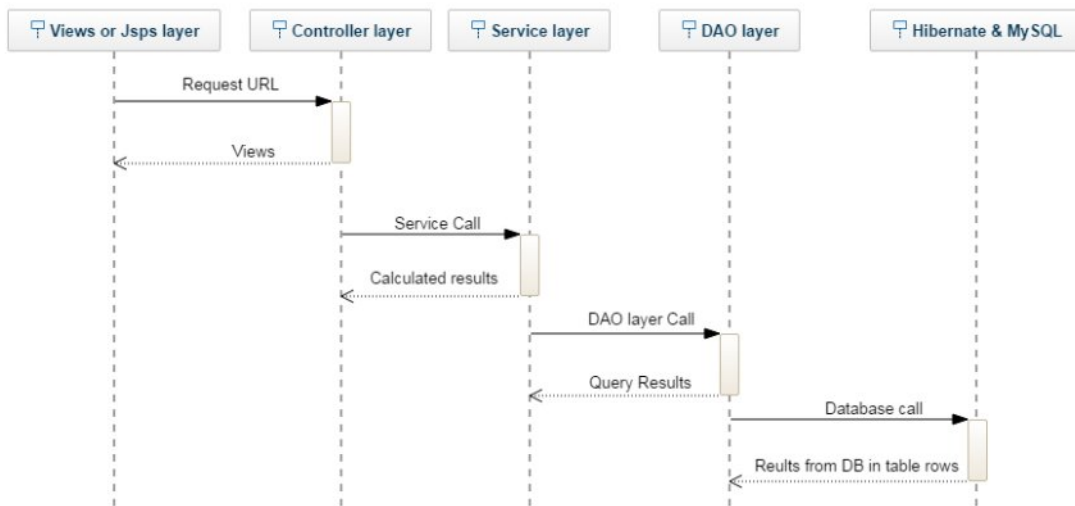 Views or Jsps layer
Controller layer
Service layer
DAO layer
Hibernate & MySQL
Request URL
Views
Service Call
Calculated results
DAO layer Call
Query Results
Database call
Reults from DB in table rows